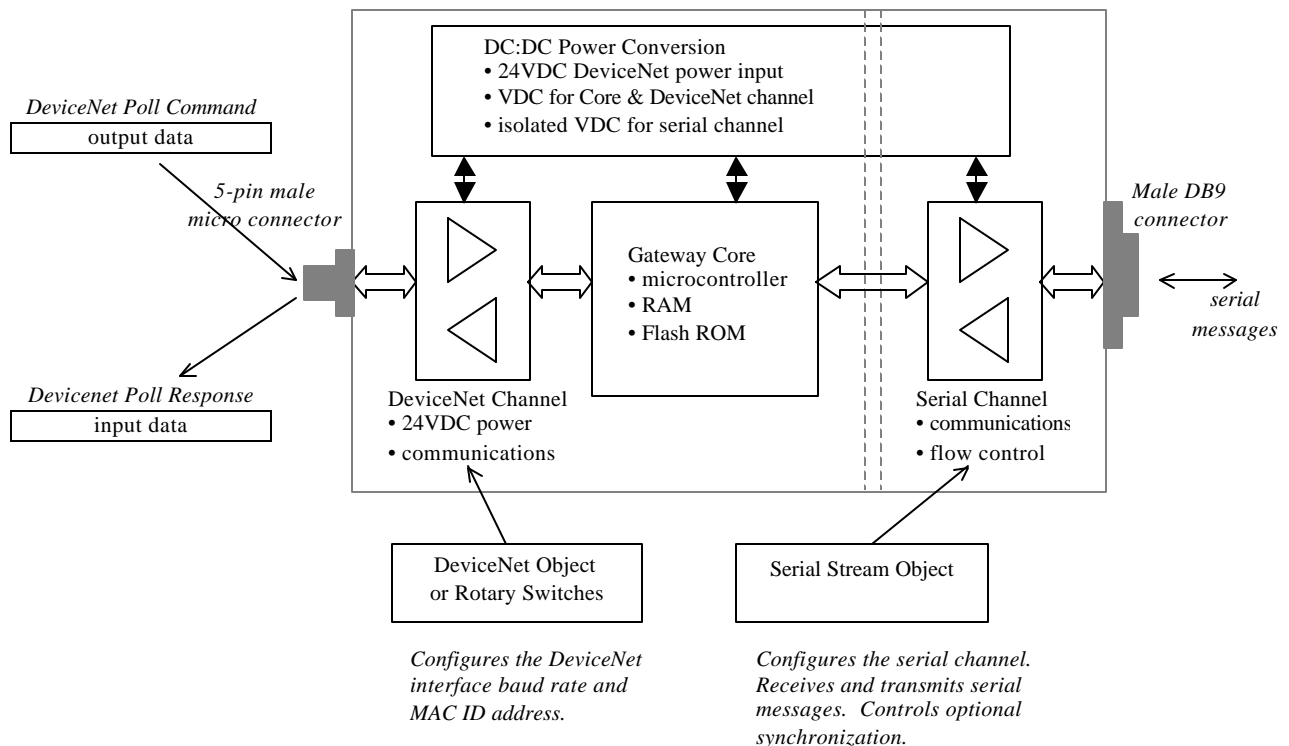 DC:DC Power Conversion
• 24VDC DeviceNet power input
• VDC for Core & DeviceNet channel
• isolated VDC for serial channel
DeviceNet Poll Command
output data
5-pin male
micro connector
Male DB9
connector
Gateway Core
• microcontroller
• RAM
• Flash ROM
serial
messages
Devicenet Poll Response
input data
DeviceNet Channel
• 24VDC power
• communications
Serial Channel
• communications
• flow control
DeviceNet Object
or Rotary Switches
Serial Stream Object
Configures the DeviceNet
interface baud rate and
MAC ID address.
Configures the serial channel.
Receives and transmits serial
messages.  Controls optional
synchronization.